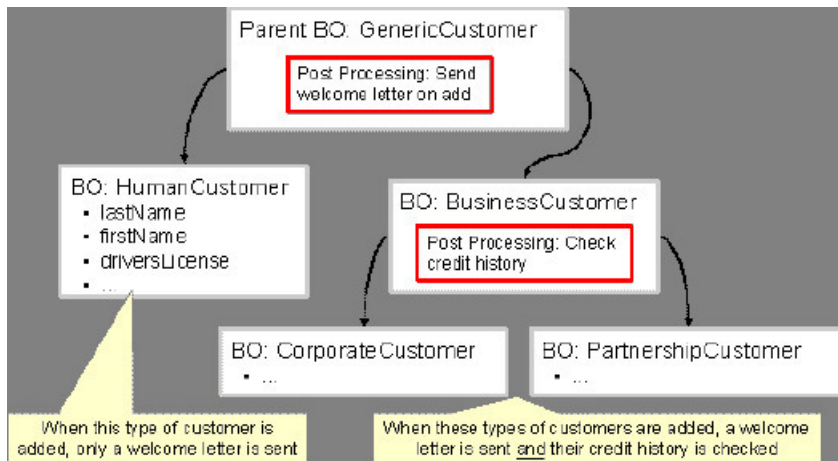 Parent BO: GenericCustomer
Post Processing: Send
welcome letter on add
BO: HumanCustomer
▪ lastName
▪ firstName
▪ driversLicense
▪ ...
BO: BusinessCustomer
Post Processing: Check
credit history
BO: CorporateCustomer
▪ ...
BO: PartnershipCustomer
▪ ...
When this type of customer is
added, only a welcome letter is sent
When these types of customers are added, a welcome
letter is sent and their credit history is checked